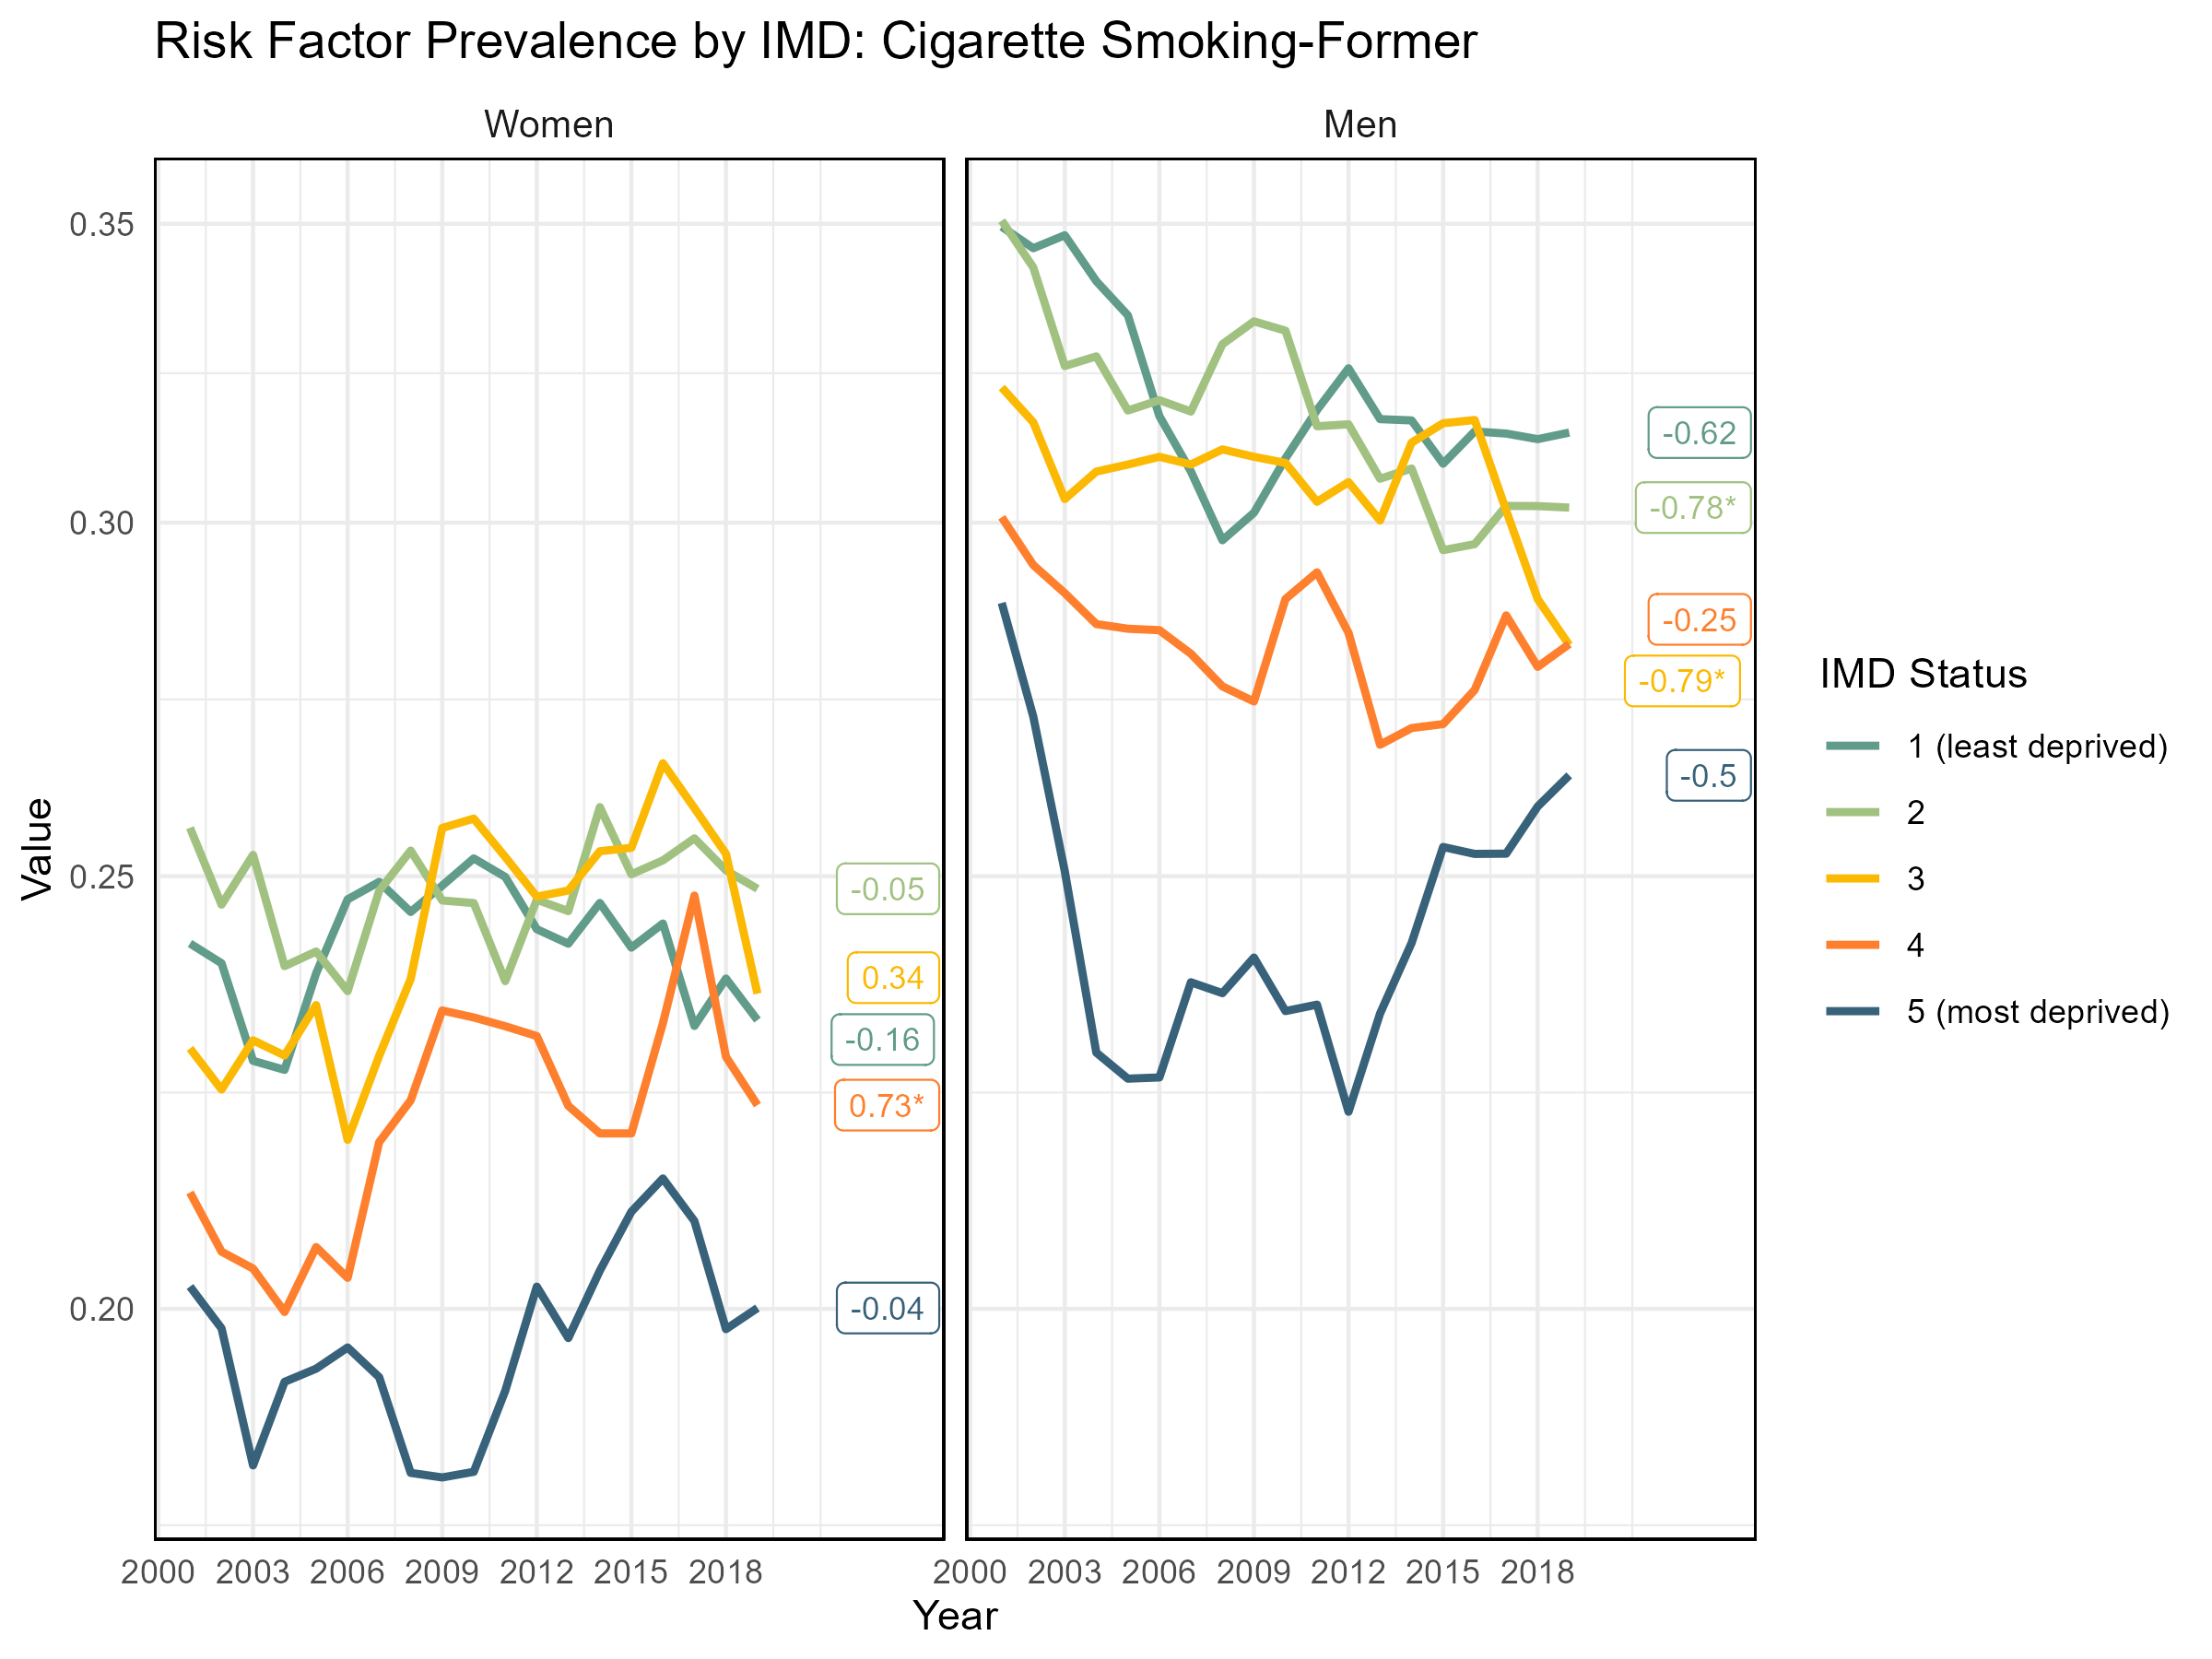 Risk Factor Prevalence by IMD: Cigarette Smoking-Former
Women
Men
Value
0.35
0.30
0.25
0.20
-0.05
0.34
-0.16
0.73*
-0.04
-0.62
-0.78*
-0.25
-0.79*
-0.5
2000 2003 2006 2009 2012 2015 2018
2000 2003 2006 2009 2012 2015 2018
Year
IMD Status
1 (least deprived)
2
3
4
5 (most deprived)